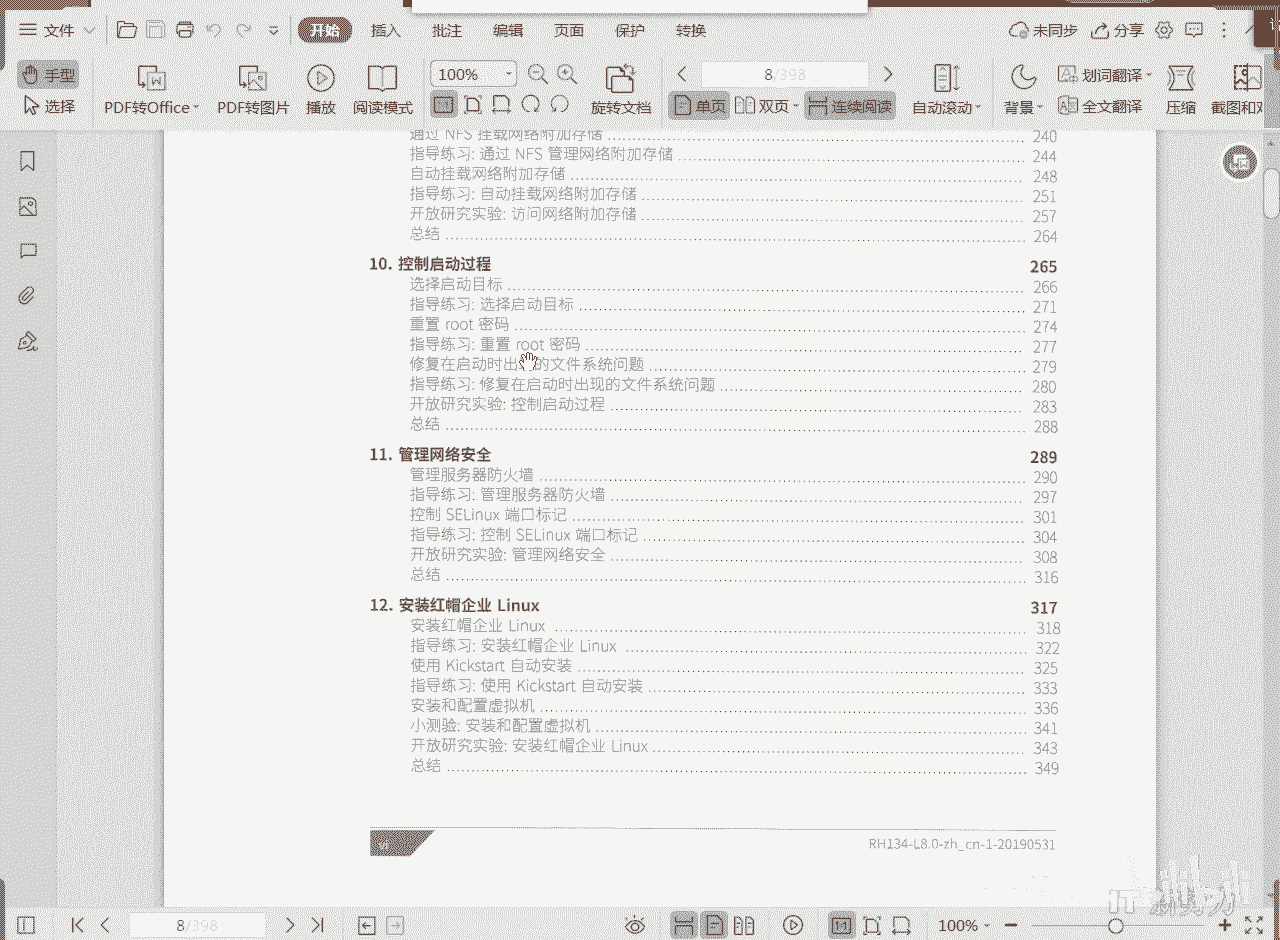 文件 开始 插入 批注 编辑 页面 保护 转换 未同步 分享
手型 100% 8/398 划词翻译
选择 PDF转Office PDF转图片 播放 阅读模式 旋转文档 单页 双页 连续阅读 自动滚动 背景 全文翻译 压缩
通过 NFS 挂载网络附加存储 240
指导练习: 通过 NFS 管理网络附加存储 244
自动挂载网络附加存储 248
指导练习: 自动挂载网络附加存储 251
开放研究实验: 访问网络附加存储 257
总结 264
10. 控制启动过程 265
选择启动目标 266
指导练习: 选择启动目标 271
重置 root 密码 274
指导练习: 重置 root 密码 277
修复在启动时出 的文件系统问题 279
指导练习: 修复在启动时出现的文件系统问题 280
开放研究实验: 控制启动过程 283
总结 288
11. 管理网络安全 289
管理服务器防火墙 290
指导练习: 管理服务器防火墙 297
控制 SELinux 端口标记 301
指导练习: 控制 SELinux 端口标记 304
开放研究实验: 管理网络安全 308
总结 316
12. 安装红帽企业 Linux 317
安装红帽企业 Linux 318
指导练习: 安装红帽企业 Linux 322
使用 Kickstart 自动安装 325
指导练习: 使用 Kickstart 自动安装 333
安装和配置虚拟机 336
小测验: 安装和配置虚拟机 341
开放研究实验: 安装红帽企业 Linux 343
总结 349
vi RH134-L8.0-zh_cn-1-20190531
8/398 100%